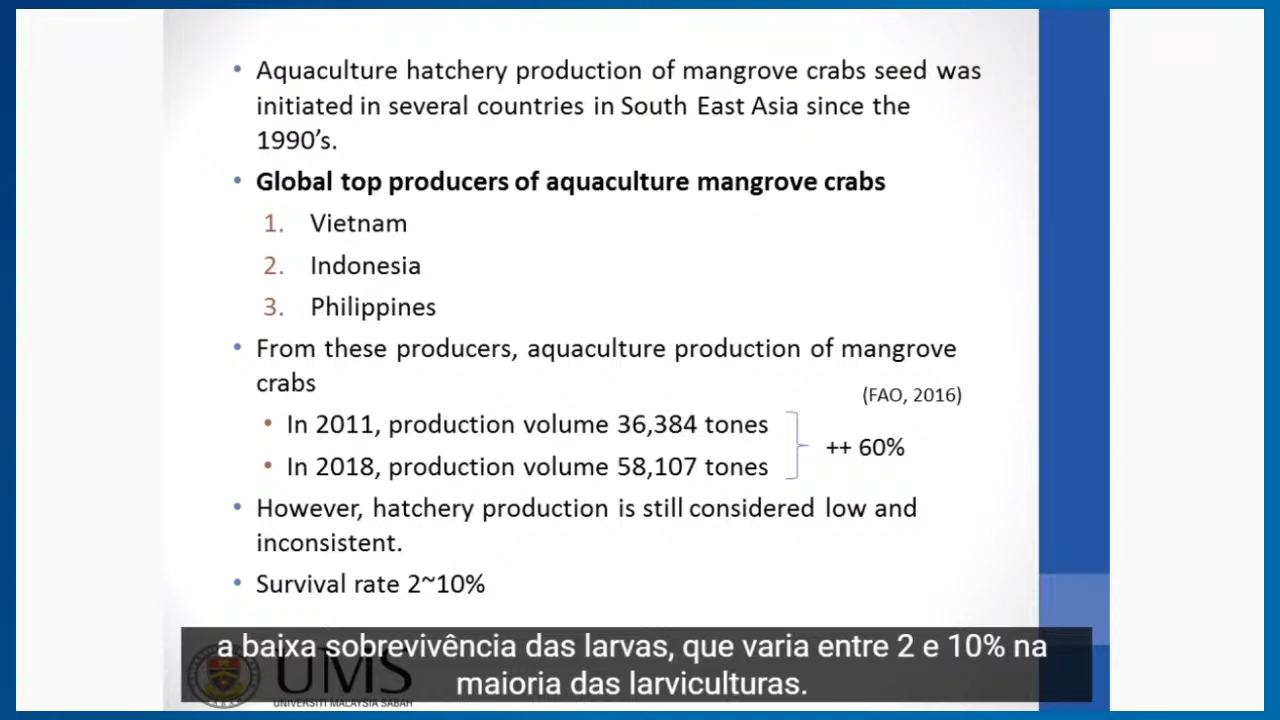 • Aquaculture hatchery production of mangrove crabs seed was
initiated in several countries in South East Asia since the
1990’s.
• Global top producers of aquaculture mangrove crabs
1. Vietnam
2. Indonesia
3. Philippines
• From these producers, aquaculture production of mangrove
crabs
(FAO, 2016)
• In 2011, production volume 36,384 tones
++ 60%
• In 2018, production volume 58,107 tones
• However, hatchery production is still considered low and
inconsistent.
• Survival rate 2~10%
a baixa sobrevivência das larvas, que varia entre 2 e 10% na
maioria das larviculturas.
UMS
UNIVERSITI MALAYSIA SABAH